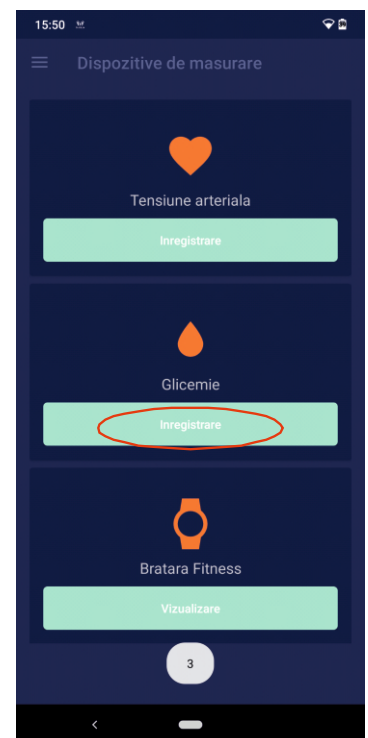 15:50
Dispozitive de masurare
Tensiune arteriala
Inregistrare
Glicemie
Inregistrare
Bratara Fitness
Vizualizare
3